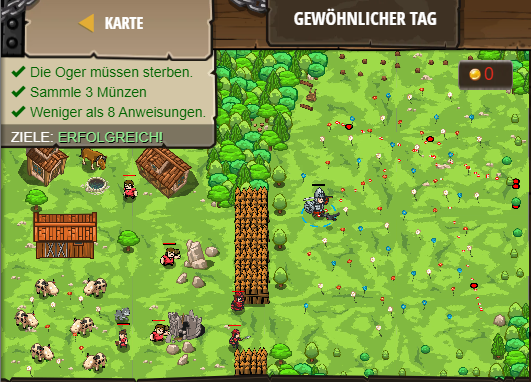 KARTE
GEWÖHNLICHER TAG
0
Die Oger müssen sterben.
Sammle 3 Münzen
Weniger als 8 Anweisungen.
ZIELE: ERFOLGREICH!